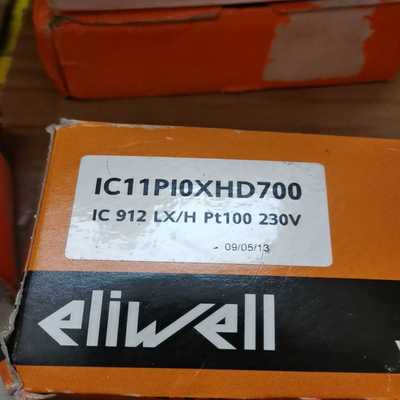 IC11PI0XHD700
IC 912 LX/H Pt100 230V
- 09/05/13
eliwell